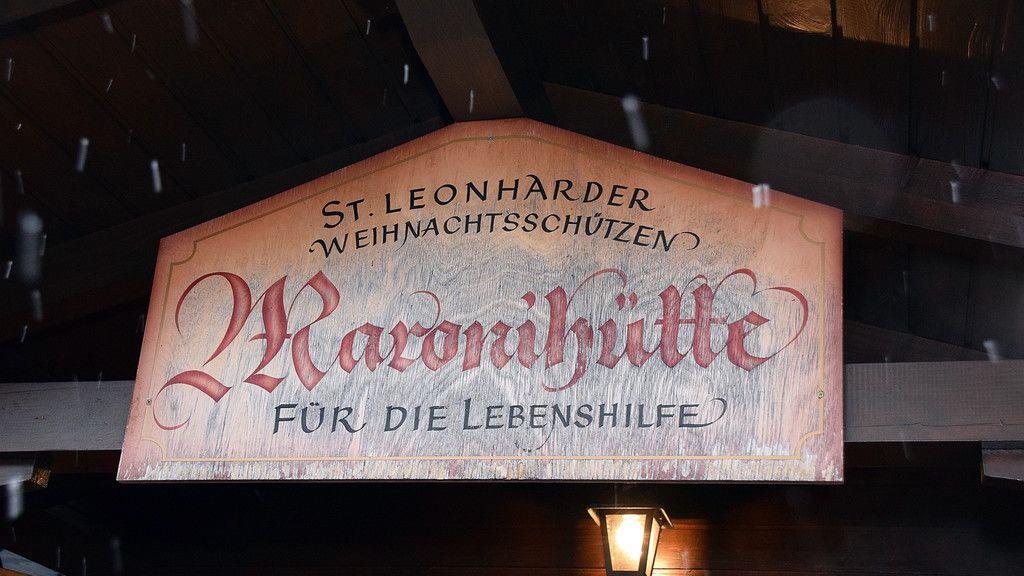 St. Leonharder
Weihnachtsschützen
Maronihütte
für die Lebenshilfe